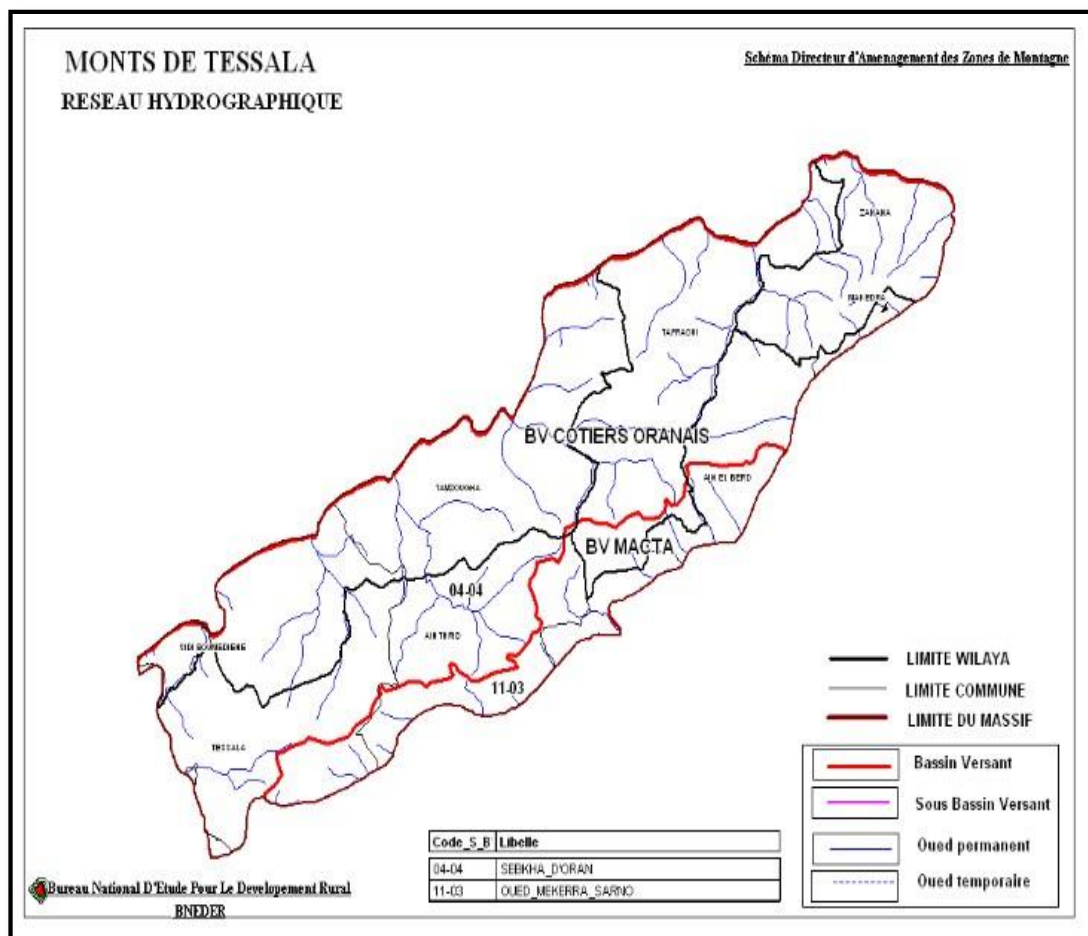 MONTS DE TESSALA
RESEAU HYDROGRAPHIQUE
Schéma Directeur d'Amenagement des Zones de Montagne
ZAHANA
TAFRAOUI
BV COTIERS ORANAIS
AIN EL BERD
TAMZOUGHA
BV MACTA
04-04
AIN THRID
SIDI BOUMEDIENE
11-03
TESSALA
LIMITE WILAYA
LIMITE COMMUNE
LIMITE DU MASSIF
Bassin Versant
Sous Bassin Versant
Oued permanent
Oued temporaire
Code_S_B Libelle
04-04 SEBKHA_D'ORAN
11-03 OUED_MEKERRA_SARNO
Bureau National D'Etude Pour Le Developement Rural
BNEDER